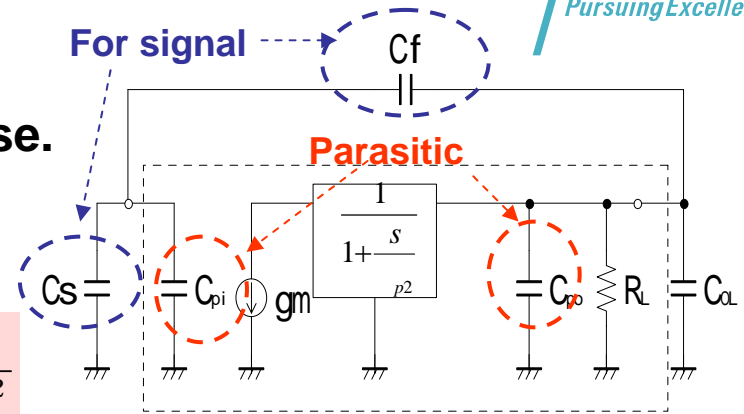 Pursuing Excelle
For signal
Cf
se.
Parasitic
1
1+ s
p2
Cs
Cpi
gm
Cpo
RL
COL